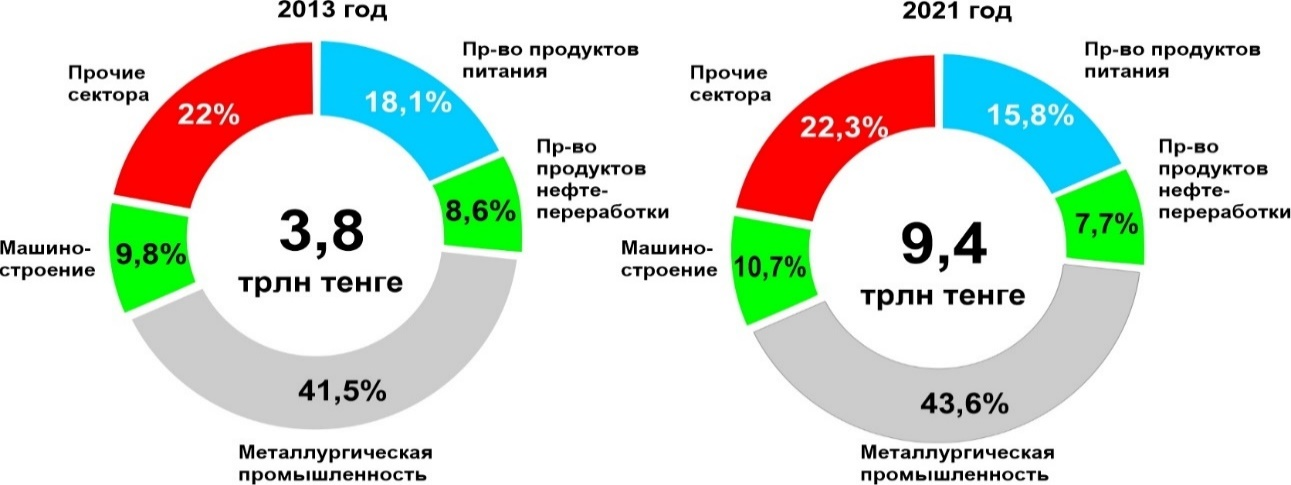 2013 год
Пр-во продуктов
питания
Прочие
сектора
18,1%
22%
Пр-во
продуктов
нефте-
переработки
8,6%
3,8
трлн тенге
Машино-
строение
9,8%
41,5%
Металлургическая
промышленность
2021 год
Пр-во продуктов
питания
Прочие
сектора
15,8%
22,3%
Пр-во
продуктов
нефте-
переработки
7,7%
9,4
трлн тенге
Машино-
строение
10,7%
43,6%
Металлургическая
промышленность